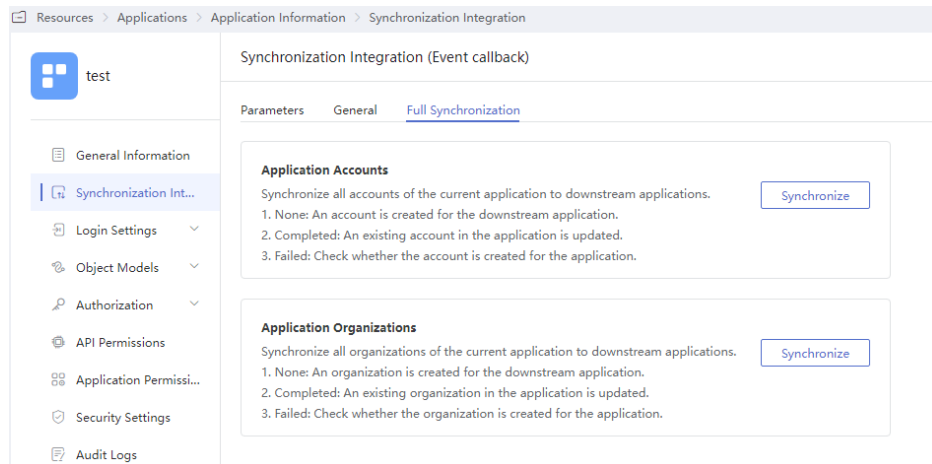 Resources > Applications > Application Information > Synchronization Integration
test
Synchronization Integration (Event callback)
Parameters General Full Synchronization
General Information
Synchronization Int...
Login Settings
Object Models
Authorization
API Permissions
Application Permissi...
Security Settings
Audit Logs
Application Accounts
Synchronize all accounts of the current application to downstream applications.
1. None: An account is created for the downstream application.
2. Completed: An existing account in the application is updated.
3. Failed: Check whether the account is created for the application.
Synchronize
Application Organizations
Synchronize all organizations of the current application to downstream applications.
1. None: An organization is created for the downstream application.
2. Completed: An existing organization in the application is updated.
3. Failed: Check whether the organization is created for the application.
Synchronize